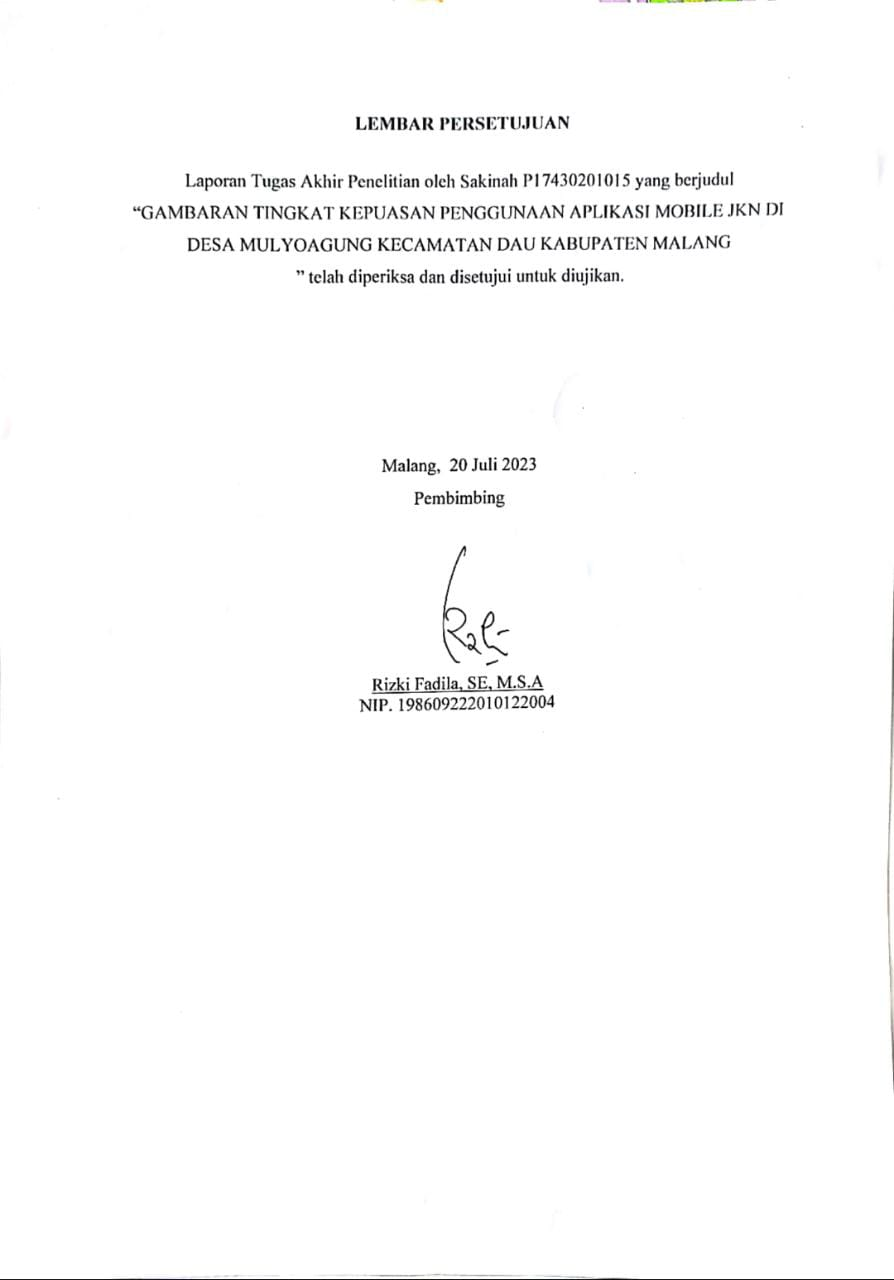 LEMBAR PERSETUJUAN
Laporan Tugas Akhir Penelitian oleh Sakinah P17430201015 yang berjudul
“GAMBARAN TINGKAT KEPUASAN PENGGUNAAN APLIKASI MOBILE JKN DI
DESA MULYOAGUNG KECAMATAN DAU KABUPATEN MALANG
” telah diperiksa dan disetujui untuk diujikan.
Malang, 20 Juli 2023
Pembimbing
Rizki Fadila, SE, M.S.A
NIP. 198609222010122004